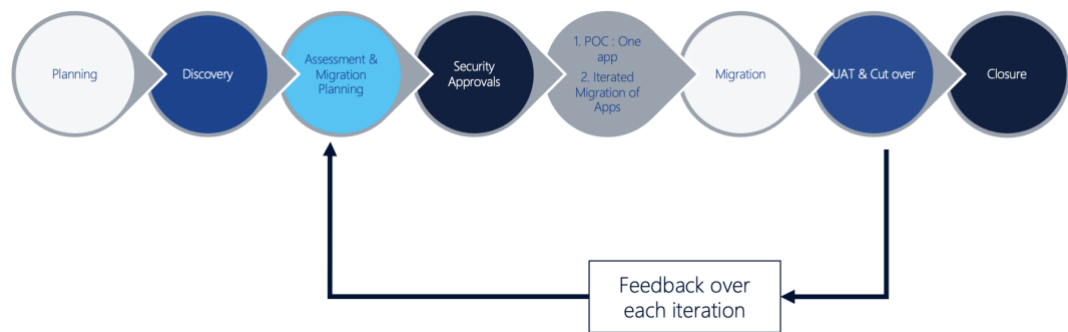 Planning
Discovery
Assessment &
Migration
Planning
Security
Approvals
1. POC : One
app
2. Iterated
Migration of
Apps
Migration
UAT & Cut over
Closure
Feedback over
each iteration